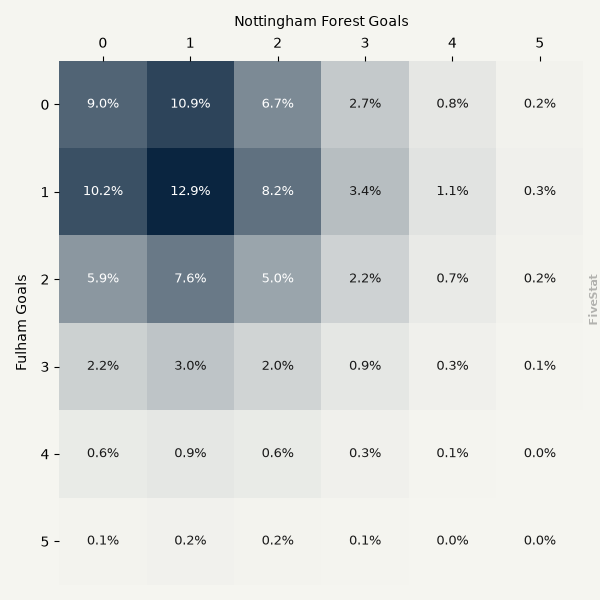 Nottingham Forest Goals
0 1 2 3 4 5
0 9.0% 10.9% 6.7% 2.7% 0.8% 0.2%
1 10.2% 12.9% 8.2% 3.4% 1.1% 0.3%
2 5.9% 7.6% 5.0% 2.2% 0.7% 0.2%
3 2.2% 3.0% 2.0% 0.9% 0.3% 0.1%
4 0.6% 0.9% 0.6% 0.3% 0.1% 0.0%
5 0.1% 0.2% 0.2% 0.1% 0.0% 0.0%
Fulham Goals
FiveStat